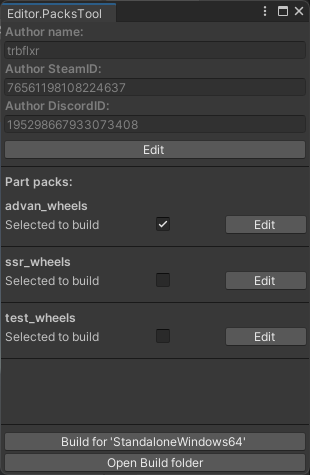 Editor.PacksTool
Author name:
trbflxr
Author SteamID:
76561198108224637
Author DiscordID:
195298667933073408
Edit
Part packs:
advan_wheels
Selected to build Edit
ssr_wheels
Selected to build Edit
test_wheels
Selected to build Edit
Build for 'StandaloneWindows64'
Open Build folder